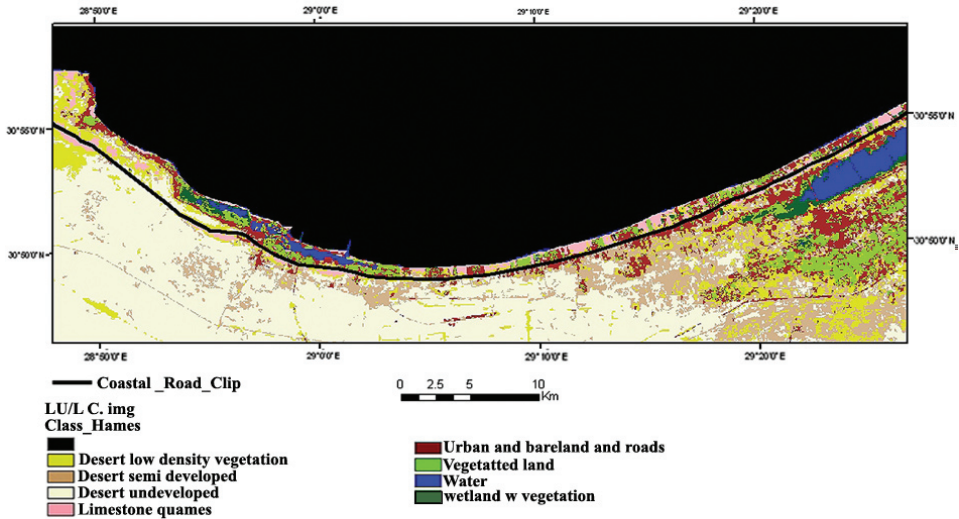 28°50'0"E 29°0'0"E 29°10'0"E 29°20'0"E
30°55'0"N 30°55'0"N
30°50'0"N 30°50'0"N
28°50'0"E 29°0'0"E 29°10'0"E 29°20'0"E
Coastal _Road_Clip
0 2.5 5 10
Km
LU/L C. img
Class_Hames
Desert low density vegetation
Desert semi developed
Desert undeveloped
Limestone quames
Urban and bareland and roads
Vegetatted land
Water
wetland w vegetation